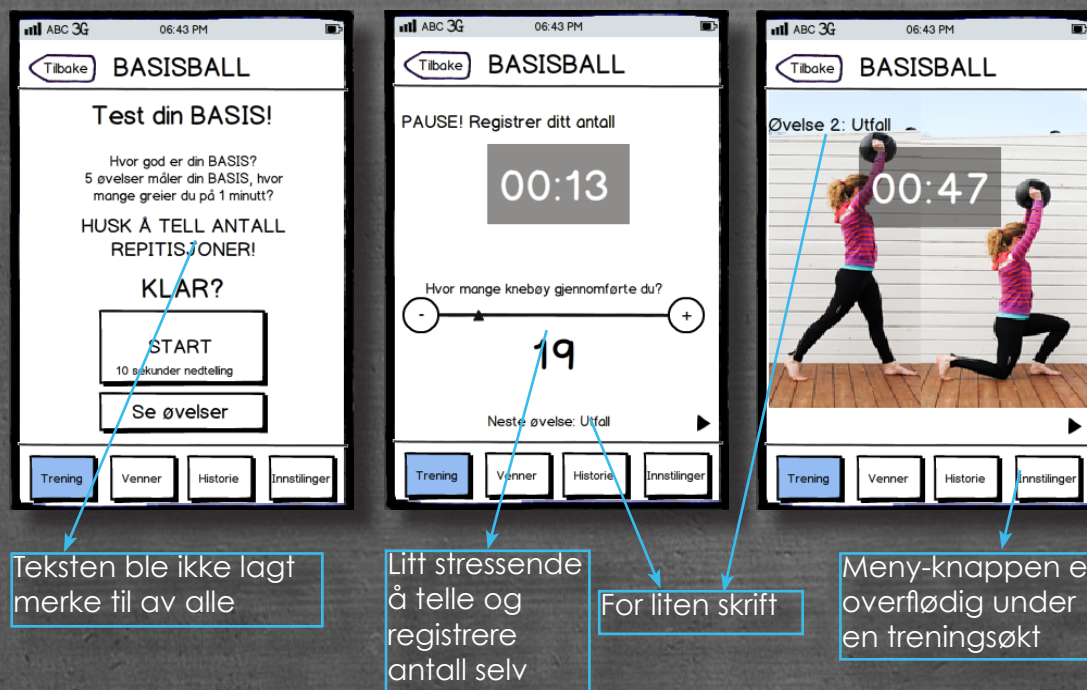 ABC 3G 06:43 PM
Tilbake BASISBALL
Test din BASIS!
Hvor god er din BASIS?
5 øvelser måler din BASIS, hvor
mange greier du på 1 minutt?
HUSK Å TELL ANTALL
REPITISJONER!
KLAR?
START
10 sekunder nedtelling
Se øvelser
Trening Venner Historie Innstilinger
Teksten ble ikke lagt
merke til av alle
ABC 3G 06:43 PM
Tilbake BASISBALL
PAUSE! Registrer ditt antall
00:13
Hvor mange knebøy gjennomførte du?
- +
19
Neste øvelse: Utfall
Trening Venner Historie Innstilinger
Litt stressende
å telle og
registrere
antall selv
For liten skrift
ABC 3G 06:43 PM
Tilbake BASISBALL
Øvelse 2: Utfall
00:47
Trening Venner Historie Innstilinger
Meny-knappen e
overflødig under
en treningsøkt